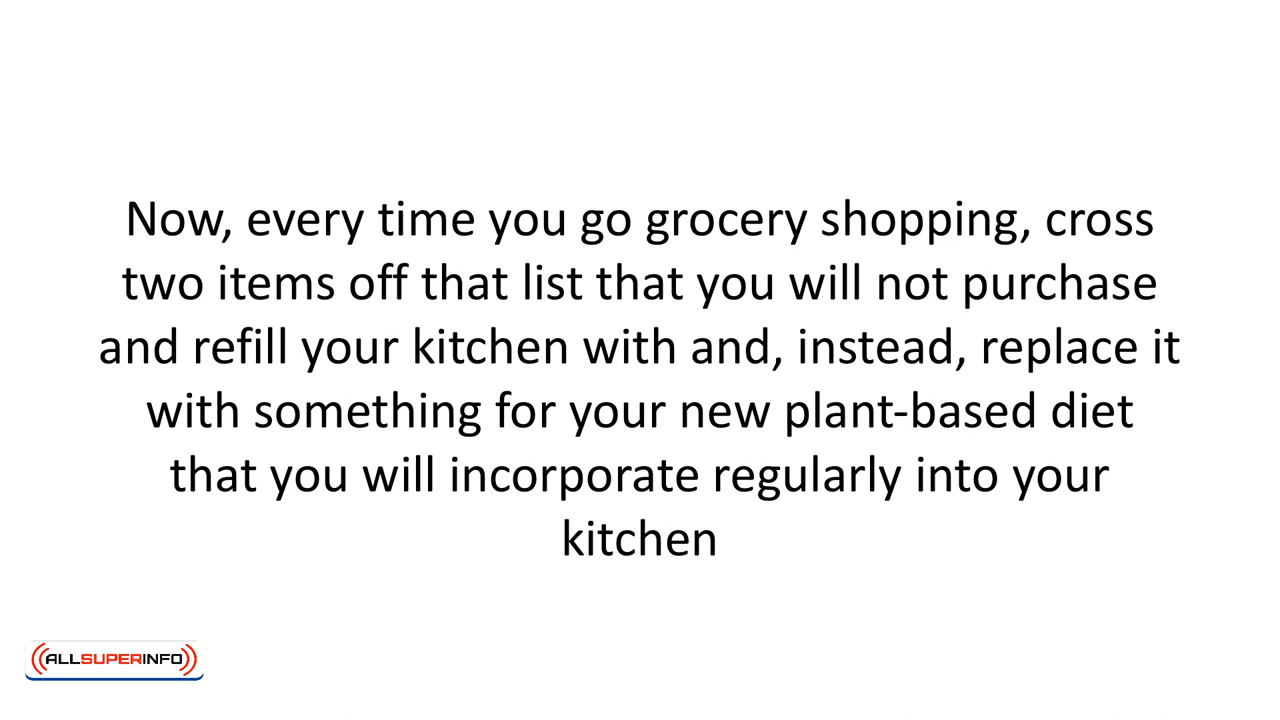 Now, every time you go grocery shopping, cross
two items off that list that you will not purchase
and refill your kitchen with and, instead, replace it
with something for your new plant-based diet
that you will incorporate regularly into your
kitchen
ALLSUPERINFO